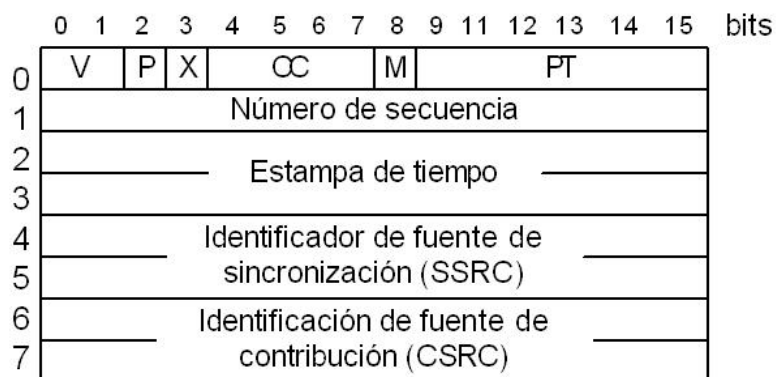 0 1 2 3 4 5 6 7 8 9 10 11 12 13 14 15 bits
0 V P X CC M PT
1 Número de secuencia
2 Estampa de tiempo
3
4 Identificador de fuente de
5 sincronización (SSRC)
6 Identificación de fuente de
7 contribución (CSRC)